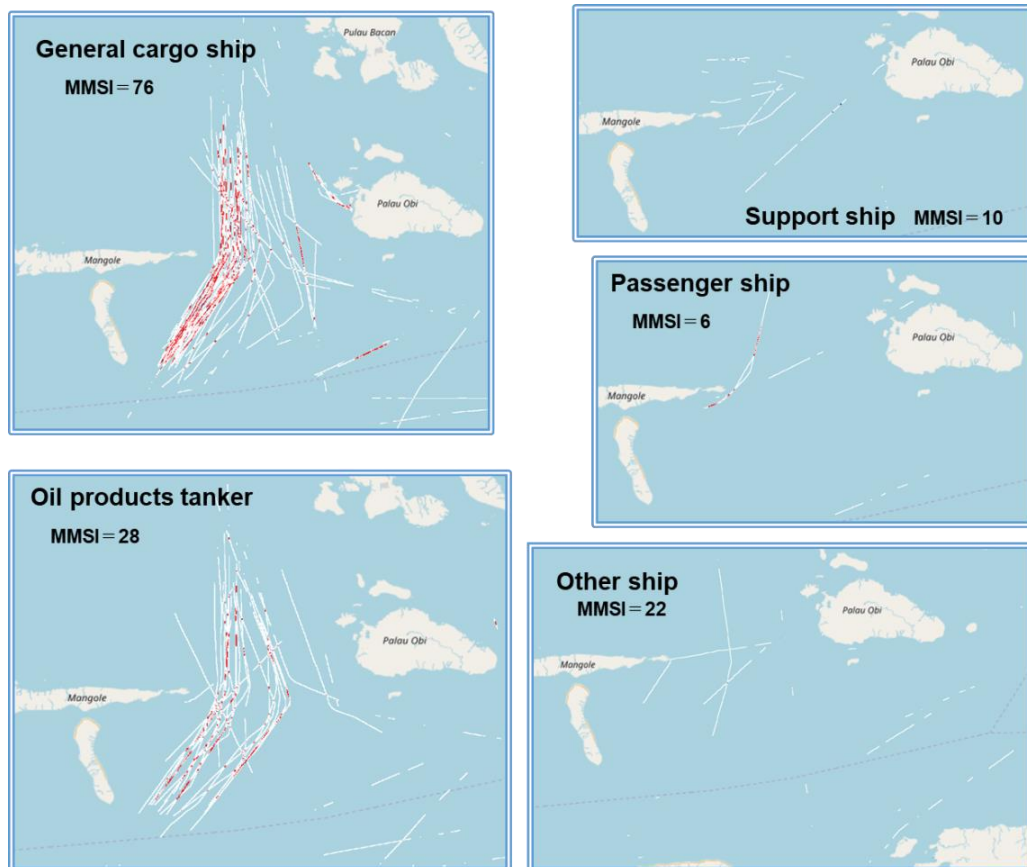 General cargo ship
MMSI=76
Pulau Bacan
Palau Obi
Mangole
Palau Obi
Mangole
Support ship MMSI=10
Passenger ship
MMSI=6
Palau Obi
Mangole
Oil products tanker
MMSI=28
Palau Obi
Mangole
Other ship
MMSI=22
Palau Obi
Mangole